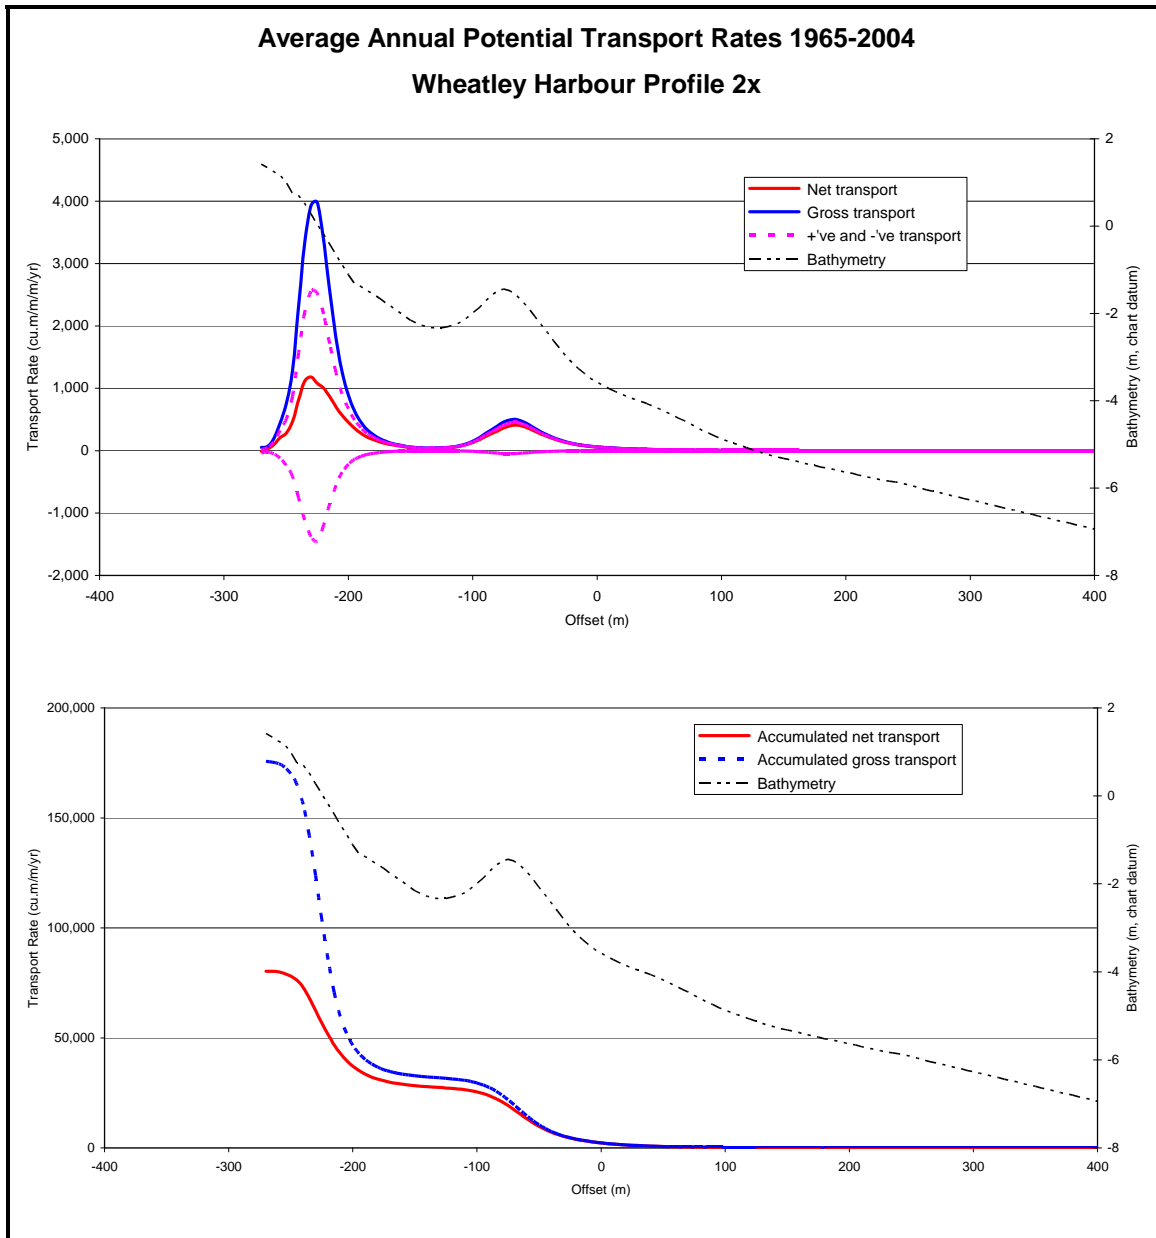 Average Annual Potential Transport Rates 1965-2004
Wheatley Harbour Profile 2x
5,000
4,000
3,000
2,000
1,000
0
-1,000
-2,000
Transport Rate (cu.m/m/m/yr)
2
0
-2
-4
-6
-8
Bathymetry (m, chart datum)
Net transport
Gross transport
+'ve and -'ve transport
Bathymetry
-400
-300
-200
-100
0
100
200
300
400
Offset (m)
200,000
150,000
100,000
50,000
0
Transport Rate (cu.m/m/yr)
2
0
-2
-4
-6
-8
Bathymetry (m, chart datum)
Accumulated net transport
Accumulated gross transport
Bathymetry
-400
-300
-200
-100
0
100
200
300
400
Offset (m)